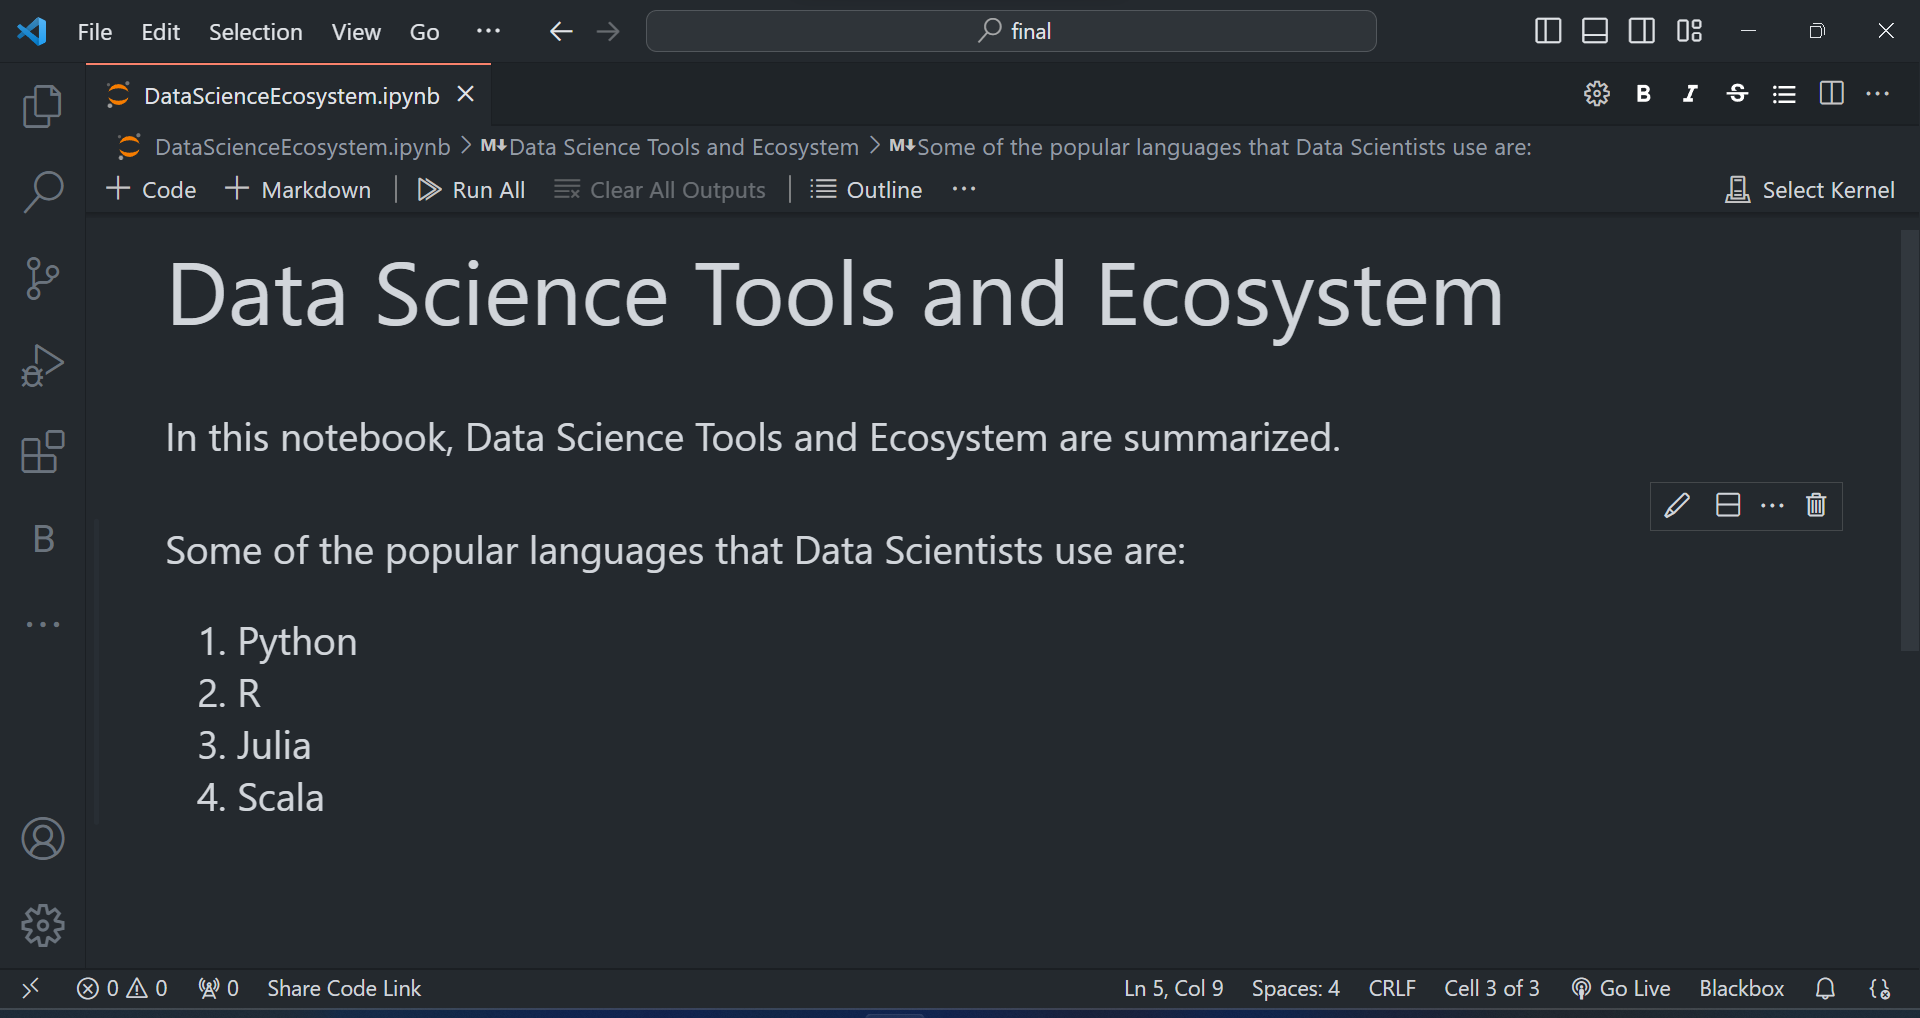 File Edit Selection View Go ··· final
DataScienceEcosystem.ipynb
B I S ···
DataScienceEcosystem.ipynb > M↓Data Science Tools and Ecosystem > M↓Some of the popular languages that Data Scientists use are:
+ Code + Markdown | Run All Clear All Outputs | Outline ··· Select Kernel
Data Science Tools and Ecosystem
In this notebook, Data Science Tools and Ecosystem are summarized.
Some of the popular languages that Data Scientists use are:
1. Python
2. R
3. Julia
4. Scala
B
0 0 0 Share Code Link Ln 5, Col 9 Spaces: 4 CRLF Cell 3 of 3 Go Live Blackbox